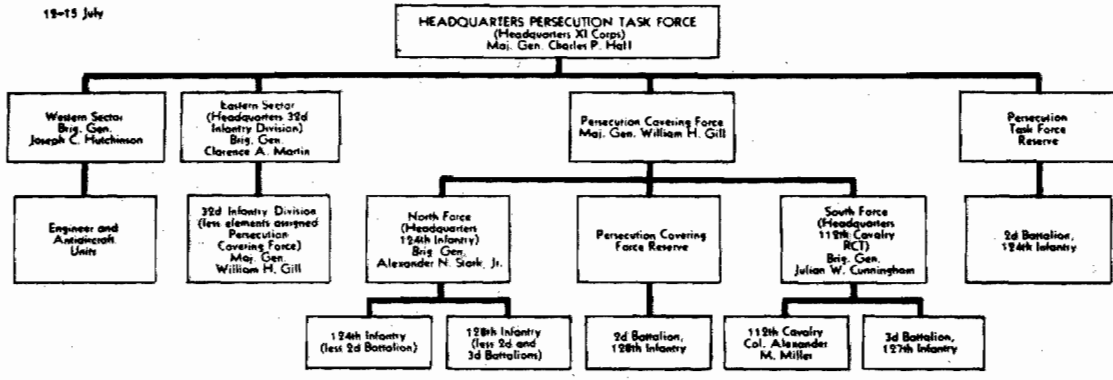 12-15 July
HEADQUARTERS PERSECUTION TASK FORCE
(Headquarters XI Corps)
Maj. Gen. Charles P. Hall
Western Sector
Brig. Gen.
Joseph C. Hutchinson
Eastern Sector
(Headquarters 32d
Infantry Division)
Brig. Gen.
Clarence A. Martin
Persecution Covering Force
Maj. Gen. William H. Gill
Persecution
Task Force
Reserve
Engineer and
Antiaircraft
Units
32d Infantry Division
(less elements assigned
Persecution
Covering Force)
Maj. Gen.
William H. Gill
North Force
(Headquarters
124th Infantry)
Brig. Gen.
Alexander N. Stark, Jr.
Persecution Covering
Force Reserve
South Force
(Headquarters
112th Cavalry
RCT)
Brig. Gen.
Julian W. Cunningham
2d Battalion,
124th Infantry
124th Infantry
(less 2d Battalion)
128th Infantry
(less 2d and
3d Battalions)
2d Battalion,
128th Infantry
112th Cavalry
Col. Alexander
M. Miller
3d Battalion,
127th Infantry